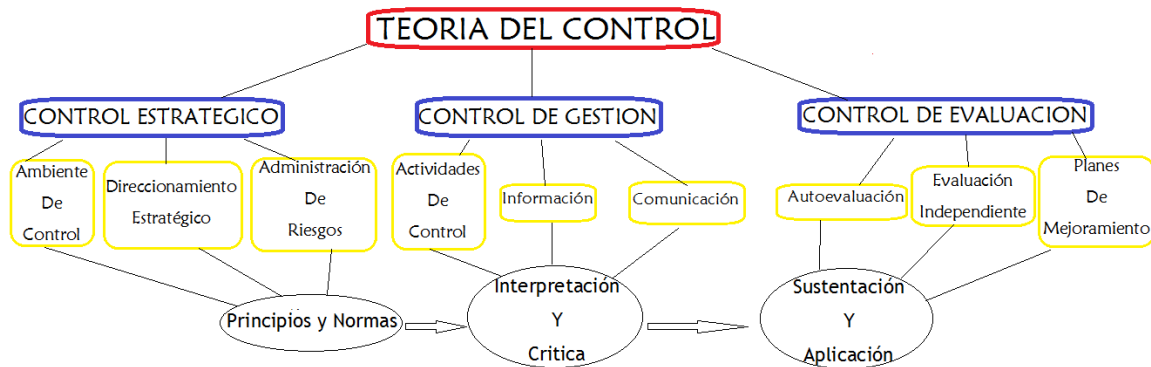 TEORIA DEL CONTROL
CONTROL ESTRATEGICO
CONTROL DE GESTION
CONTROL DE EVALUACION
Ambiente
De
Control
Direccionamiento
Estratégico
Administración
De
Riesgos
Actividades
De
Control
Información
Comunicación
Autoevaluación
Evaluación
Independiente
Planes
De
Mejoramiento
Principios y Normas
Interpretación
Y
Critica
Sustentación
Y
Aplicación